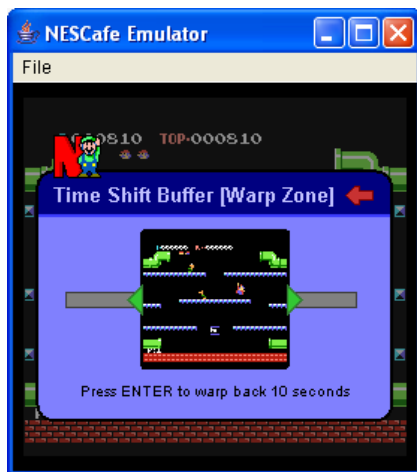 NESCafe Emulator
File
TOP-000810
N
Time Shift Buffer [Warp Zone]
Press ENTER to warp back 10 seconds